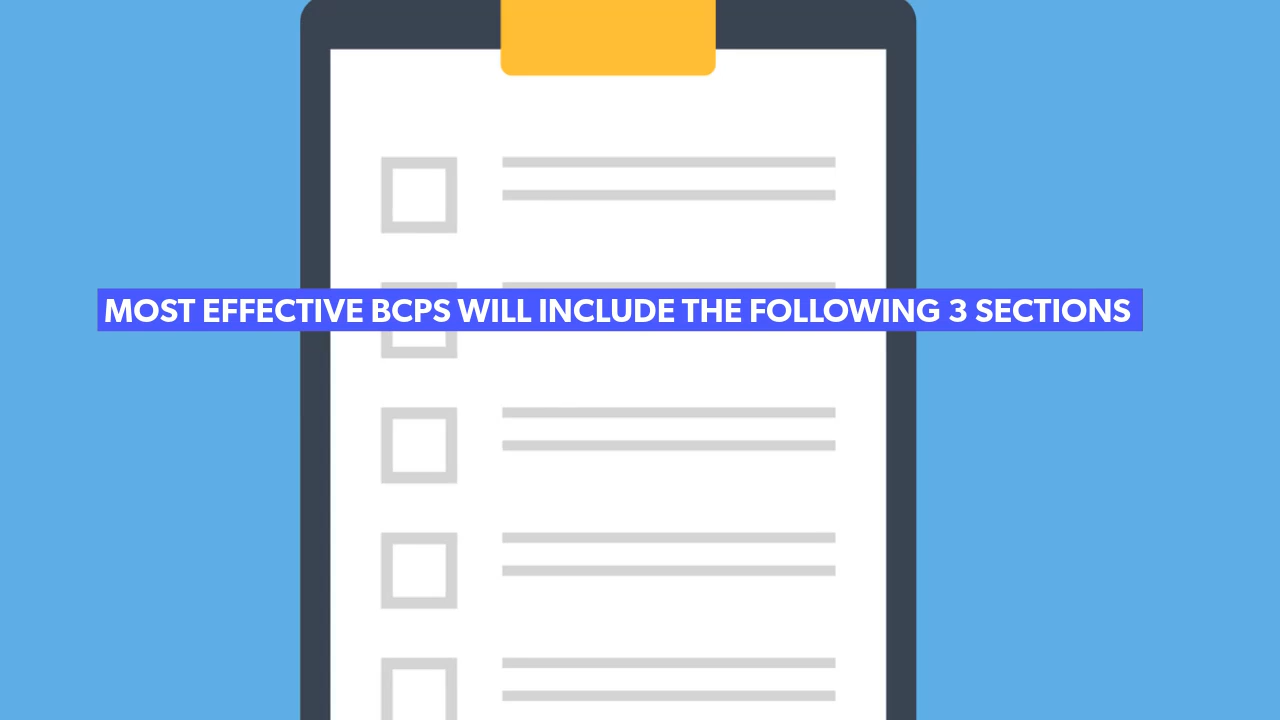 MOST EFFECTIVE BCPS WILL INCLUDE THE FOLLOWING 3 SECTIONS